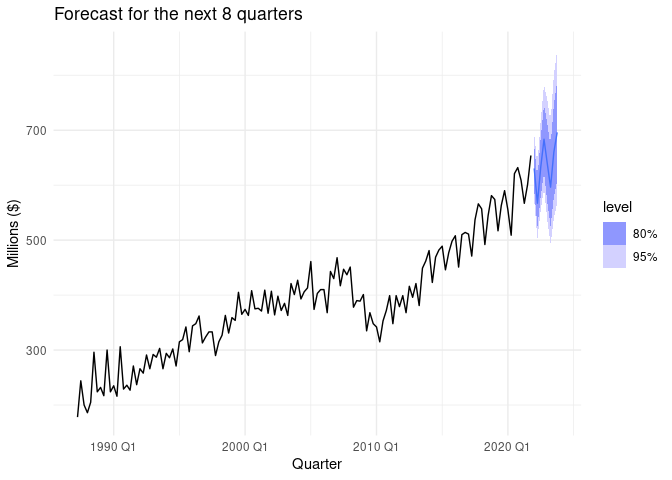 Forecast for the next 8 quarters
Millions ($)
700
500
300
1990 Q1
2000 Q1
2010 Q1
2020 Q1
Quarter
level
80%
95%